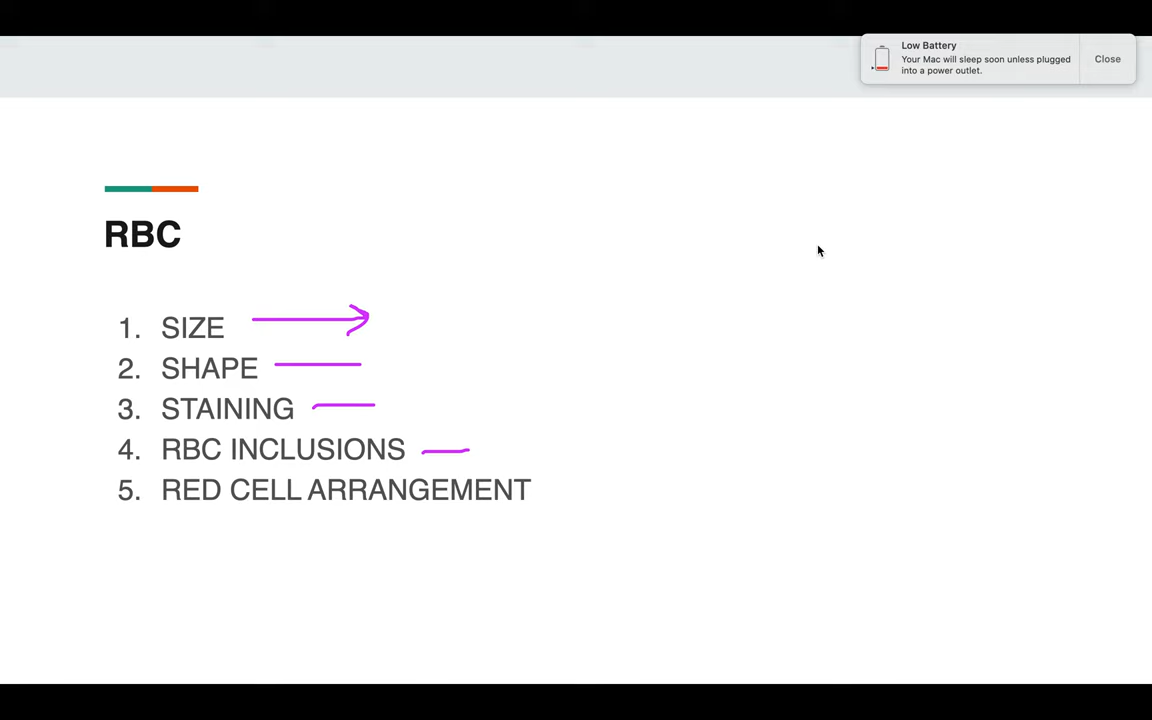 Low Battery
Your Mac will sleep soon unless plugged
into a power outlet.
Close
RBC
1. SIZE
2. SHAPE
3. STAINING
4. RBC INCLUSIONS
5. RED CELL ARRANGEMENT